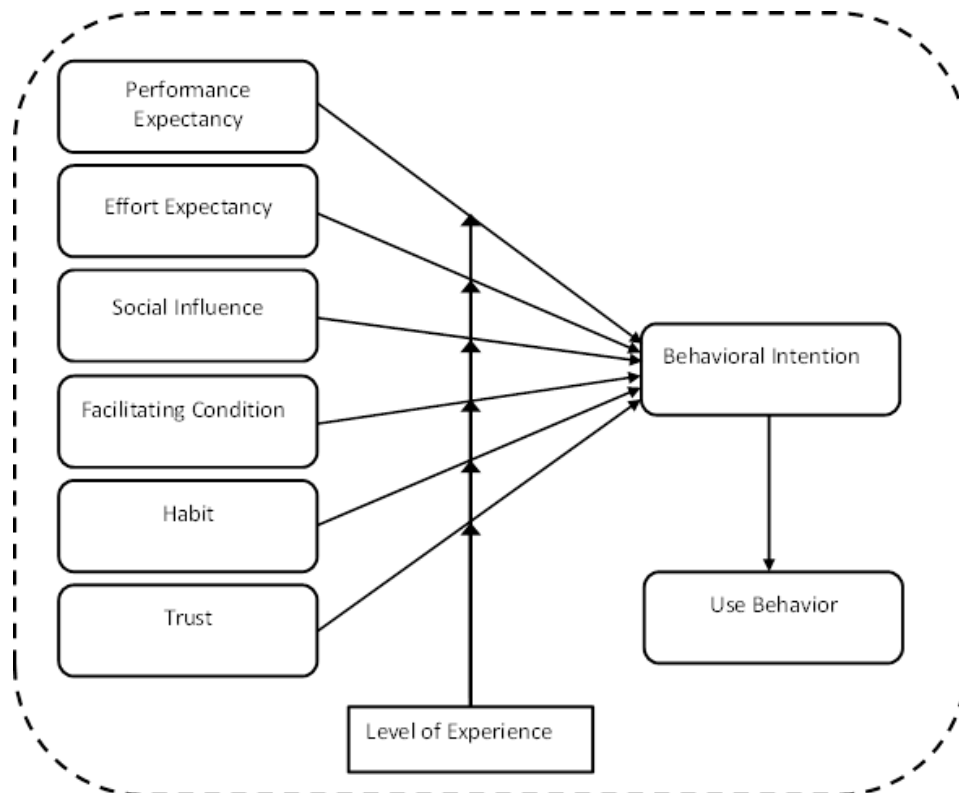 Performance
Expectancy
Effort Expectancy
Social Influence
Facilitating Condition
Habit
Trust
Behavioral Intention
Use Behavior
Level of Experience